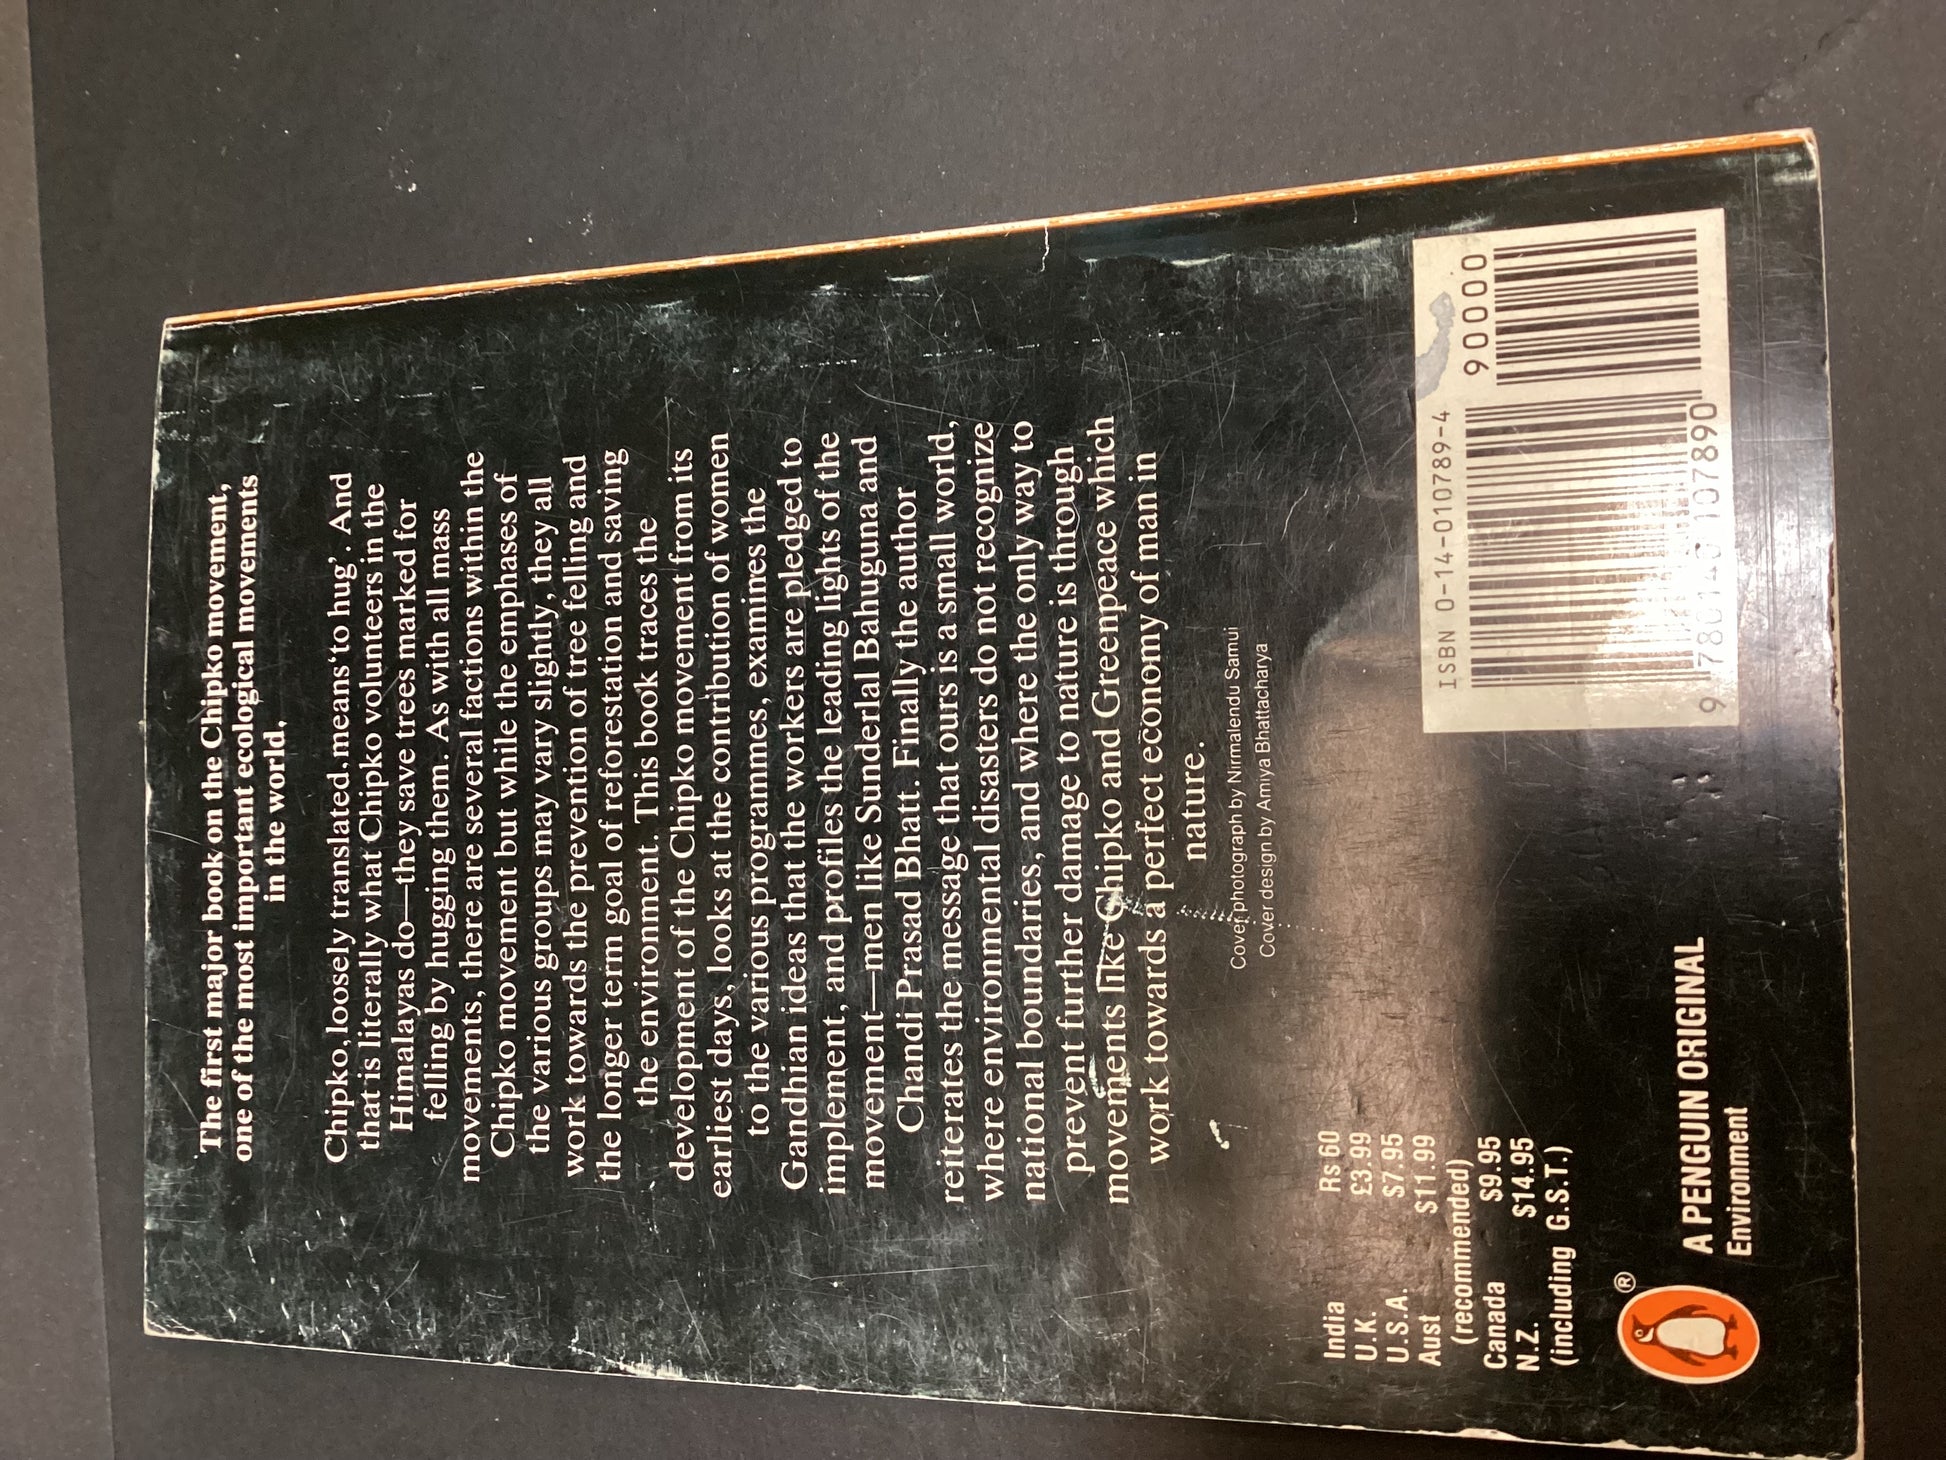 The first major book on the Chipko movement,
one of the most important ecological movements
in the world.
Chipko, loosely translated, means 'to hug'. And
that is literally what Chipko volunteers in the
Himalayas do—they save trees marked for
felling by hugging them. As with all mass
movements, there are several factions within the
Chipko movement but while the emphases of
the various groups may vary slightly, they all
work towards the prevention of tree felling and
the longer term goal of reforestation and saving
the environment. This book traces the
development of the Chipko movement from its
earliest days, looks at the contribution of women
to the various programmes, examines the
Gandhian ideas that the workers are pledged to
implement, and profiles the leading lights of the
movement—men like Sunderlal Bahuguna and
Chandi Prasad Bhatt. Finally the author
reiterates the message that ours is a small world,
where environmental disasters do not recognize
national boundaries, and where the only way to
prevent further damage to nature is through
movements like Chipko and Greenpeace which
work towards a perfect economy of man in
nature.
Cover photograph by Nirmalendu Samui
Cover design by Amiya Bhattacharya
India Rs 60
U.K. £3.99
U.S.A. $7.95
Aust $11.99
(recommended)
Canada $9.95
N.Z. $14.95
(including G.S.T.)
®
A PENGUIN ORIGINAL
Environment
ISBN 0-14-010789-4
90000
9 780140 107890